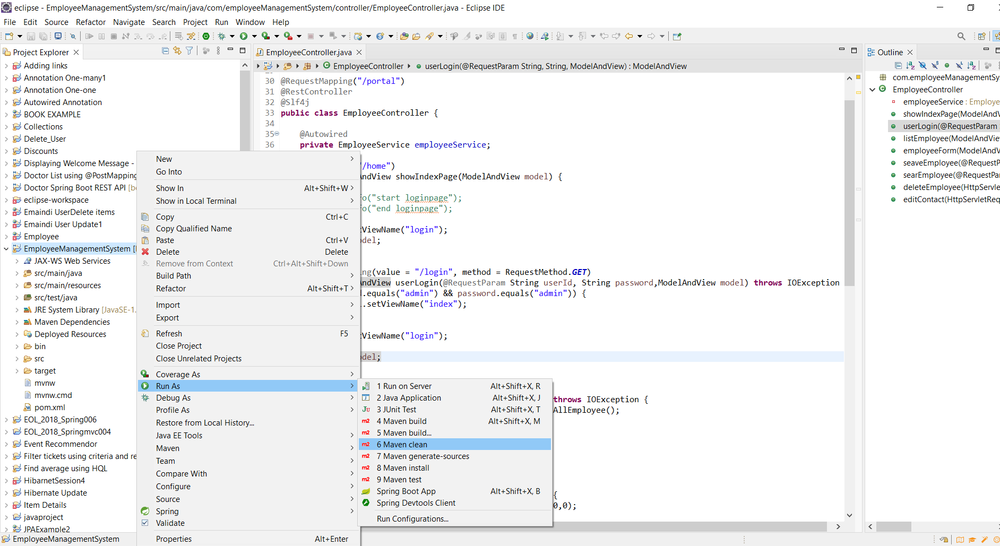 eclipse - EmployeeManagementSystem/src/main/java/com/employeeManagementSystem/controller/EmployeeController.java - Eclipse IDE
File Edit Source Refactor Navigate Search Project Run Window Help
Project Explorer
Adding links
Annotation One-many1
Annotation One-one
Autowired Annotation
BOOK EXAMPLE
Collections
Delete_User
Discounts
Displaying Welcome Message -
Doctor List using @PostMapping
Doctor Spring Boot REST API [b
eclipse-workspace
Emaindi UserDelete items
Emaindi User Update1
Employee
EmployeeManagementSystem [
JAX-WS Web Services
src/main/java
src/main/resources
src/test/java
JRE System Library [JavaSE-1.
Maven Dependencies
Deployed Resources
bin
src
target
mvnw
mvnw.cmd
pom.xml
EOL_2018_Spring006
EOL_2018_Springmvc004
Event Recommendor
Filter tickets using criteria and re
Find average using HQL
HibarnetSession4
Hibernate Update
Item Details
javaproject
JPAExample2
EmployeeManagementSystem
New
Go Into
Show In Alt+Shift+W
Show in Local Terminal
Copy Ctrl+C
Copy Qualified Name
Paste Ctrl+V
Delete Delete
Remove from Context Ctrl+Alt+Shift+Down
Build Path
Refactor Alt+Shift+T
Import
Export
Refresh F5
Close Project
Close Unrelated Projects
Coverage As
Run As
Debug As
Profile As
Restore from Local History...
Java EE Tools
Maven
Team
Compare With
Configure
Source
Spring
Validate
Properties Alt+Enter
1 Run on Server Alt+Shift+X, R
2 Java Application Alt+Shift+X, J
3 JUnit Test Alt+Shift+X, T
4 Maven build Alt+Shift+X, M
5 Maven build...
6 Maven clean
7 Maven generate-sources
8 Maven install
9 Maven test
Spring Boot App Alt+Shift+X, B
Spring Devtools Client
Run Configurations...
EmployeeController.java
EmployeeController userLogin(@RequestParam String, String, ModelAndView) : ModelAndView
30 @RequestMapping("/portal")
31 @RestController
32 @Slf4j
33 public class EmployeeController {
34
35 @Autowired
36 private EmployeeService employeeService;
"/home")
AndView showIndexPage(ModelAndView model) {
fo("start loginpage");
fo("end loginpage");
tViewName("login");
odel;
ng(value = "/login", method = RequestMethod.GET)
AndView userLogin(@RequestParam String userId, String password,ModelAndView model) throws IOException
.equals("admin") && password.equals("admin")) {
.setViewName("index");
tViewName("login");
odel;
throws IOException {
AllEmployee();
{
0,0);
Outline
com.employeeManagementSy
EmployeeController
employeeService : Employe
showIndexPage(ModelAndV
userLogin(@RequestParam
listEmployee(ModelAndVie
employeeForm(ModelAndV
seaveEmployee(@RequestP
searEmployee(@RequestPar
deleteEmployee(HttpServle
editContact(HttpServletReq